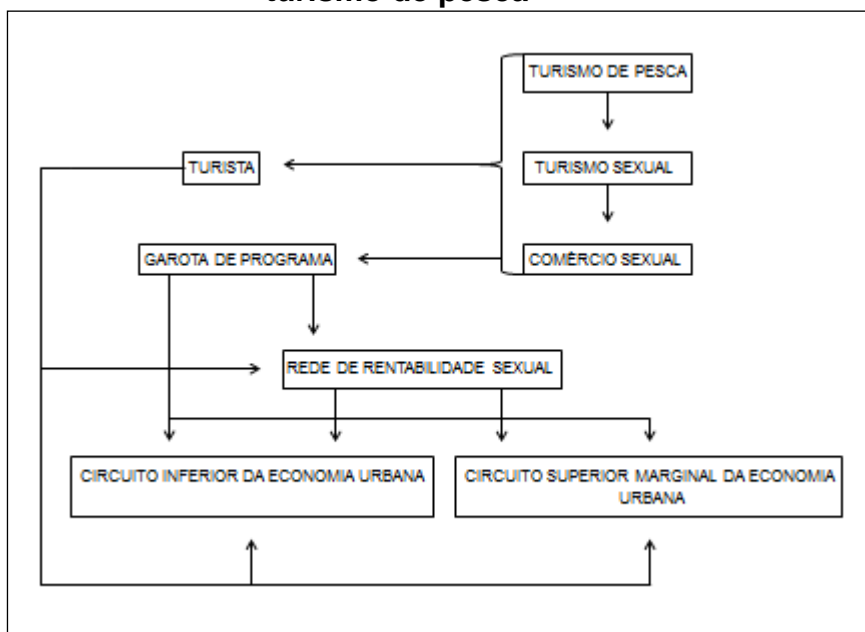 turismo de pesca
TURISMO DE PESCA
TURISTA
TURISMO SEXUAL
GAROTA DE PROGRAMA
COMÉRCIO SEXUAL
REDE DE RENTABILIDADE SEXUAL
CIRCUITO INFERIOR DA ECONOMIA URBANA
CIRCUITO SUPERIOR MARGINAL DA ECONOMIA
URBANA